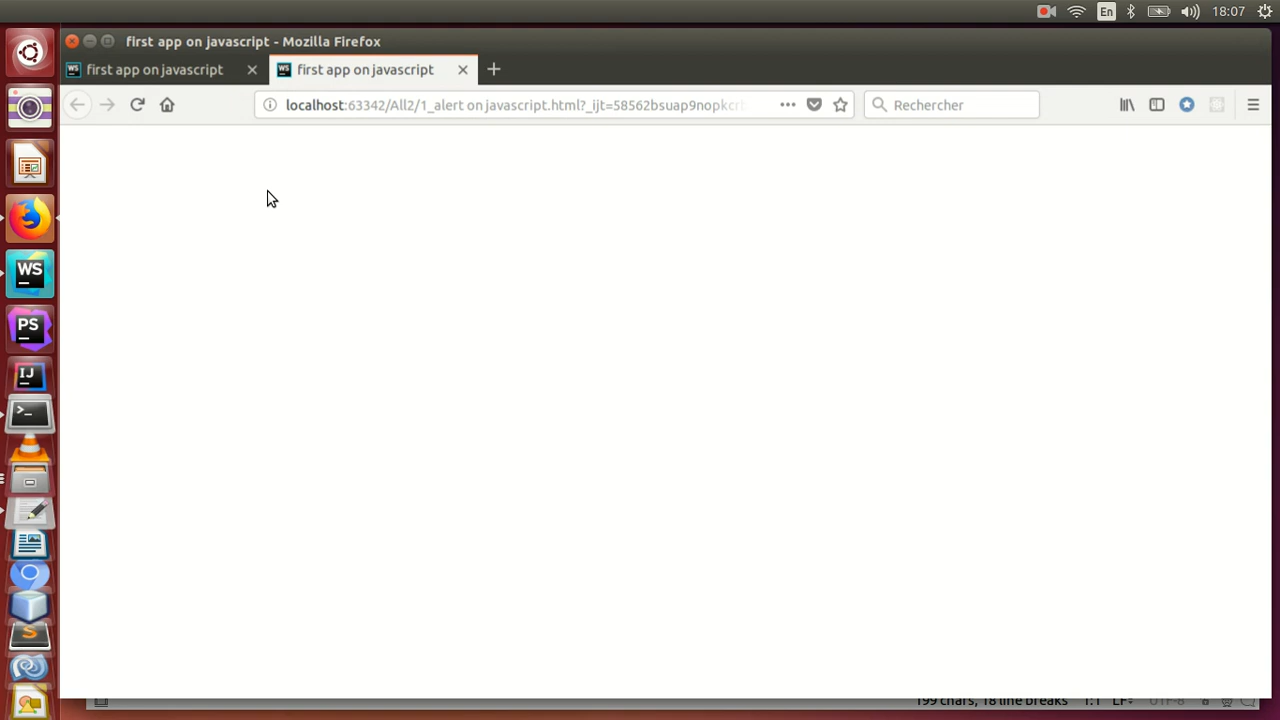 En
18:07
first app on javascript - Mozilla Firefox
first app on javascript
first app on javascript
localhost:63342/All2/1_alert on javascript.html?_ijt=58562bsuap9nopkcr
Rechercher
WS
PS
IJ
199 chars, 18 line breaks 1:1 LF UTF-8